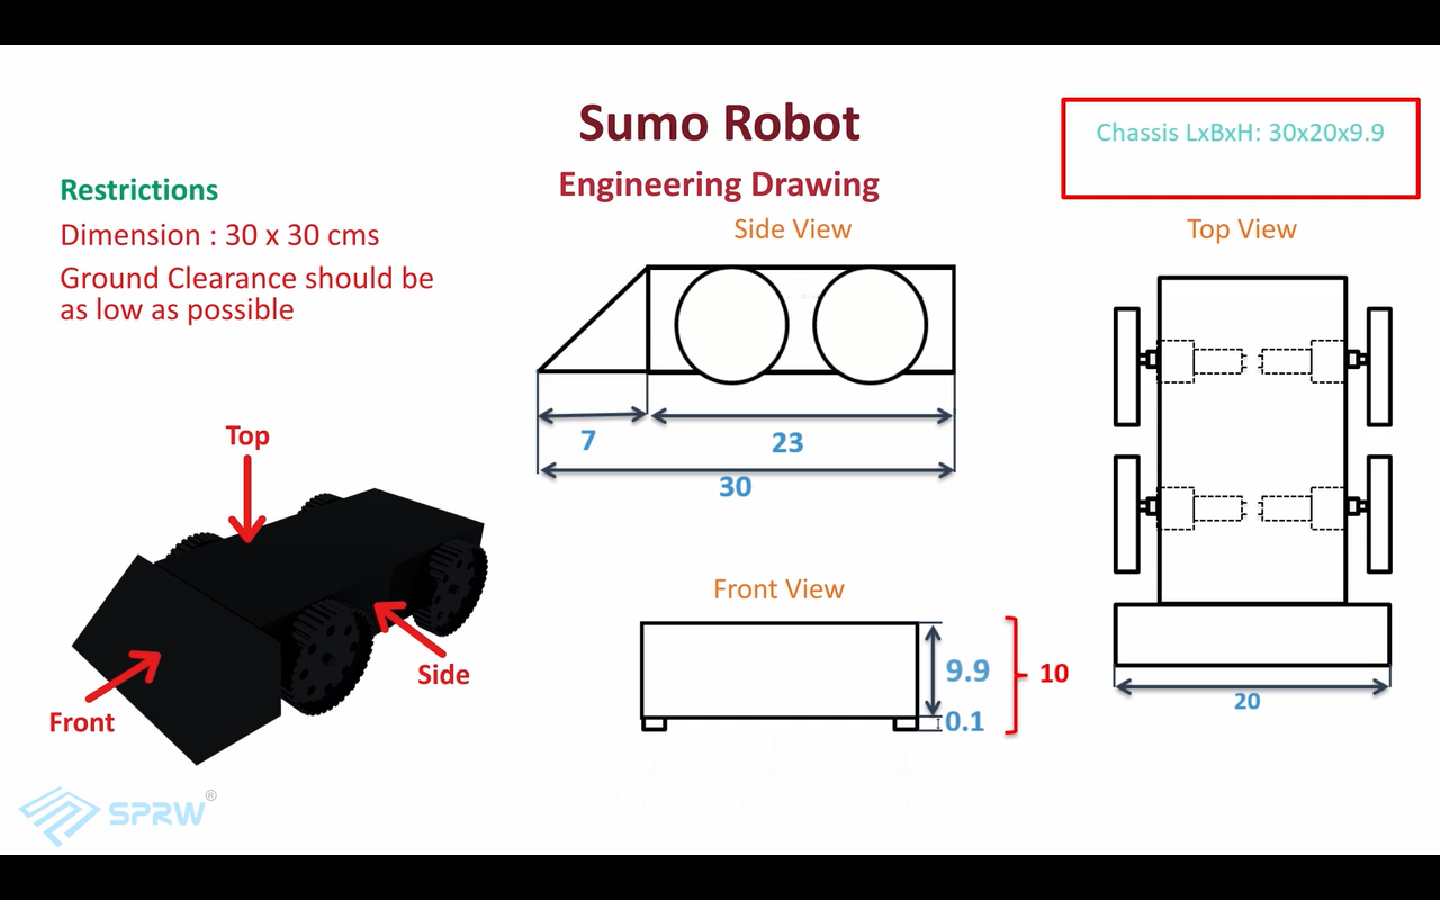 Sumo Robot
Engineering Drawing
Chassis LxBxH: 30x20x9.9
Restrictions
Dimension : 30 x 30 cms
Ground Clearance should be
as low as possible
Side View
7
23
30
Top View
20
Top
Side
Front
Front View
9.9
0.1
10
SPRW®